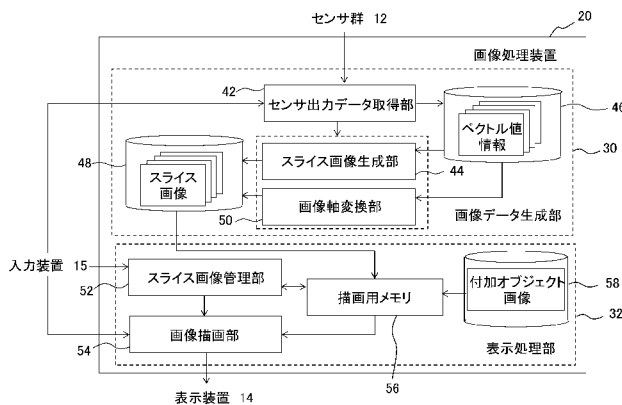 センサ群 12
20
画像処理装置
42
センサ出力データ取得部
46
ベクトル値
情報
30
48
スライス
画像
スライス画像生成部
44
画像軸変換部
50
画像データ生成部
入力装置 15
スライス画像管理部
52
描画用メモリ
56
付加オブジェクト
画像
58
32
画像描画部
54
表示処理部
表示装置 14